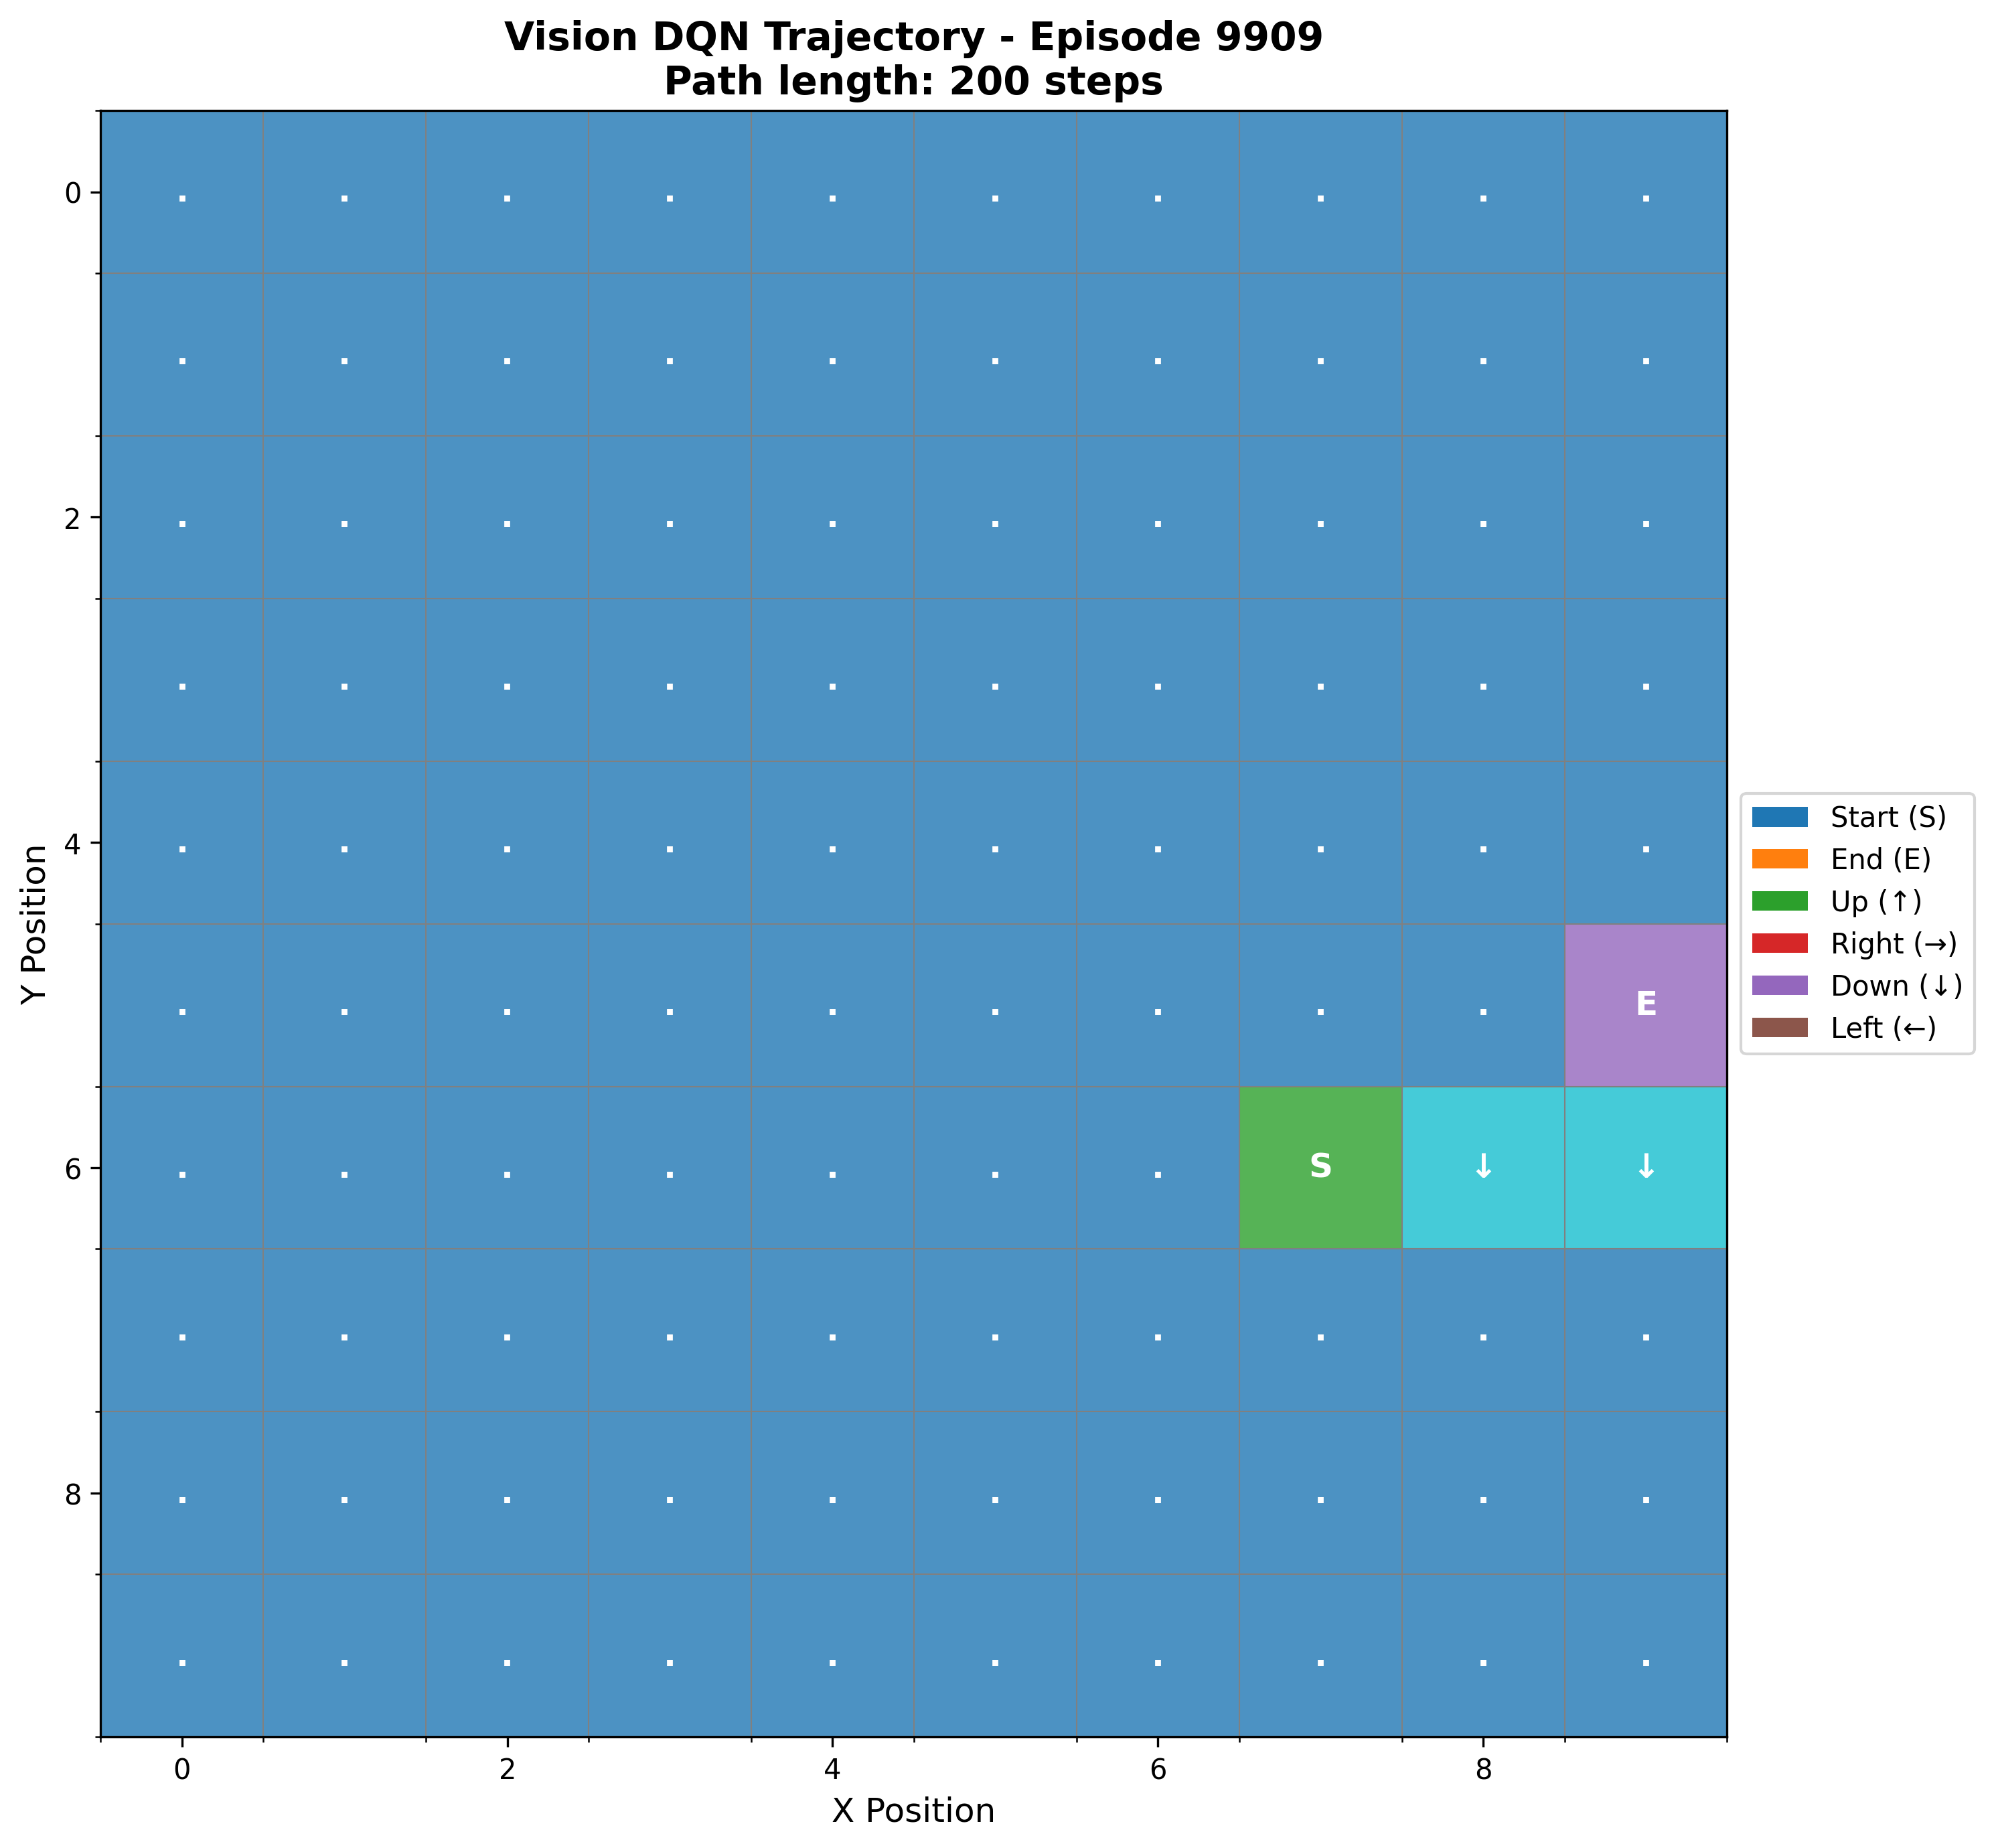 Vision DQN Trajectory - Episode 9909
Path length: 200 steps
0
2
4
6
8
Y Position
E
S ↓ ↓
Start (S)
End (E)
Up (↑)
Right (→)
Down (↓)
Left (←)
0 2 4 6 8
X Position